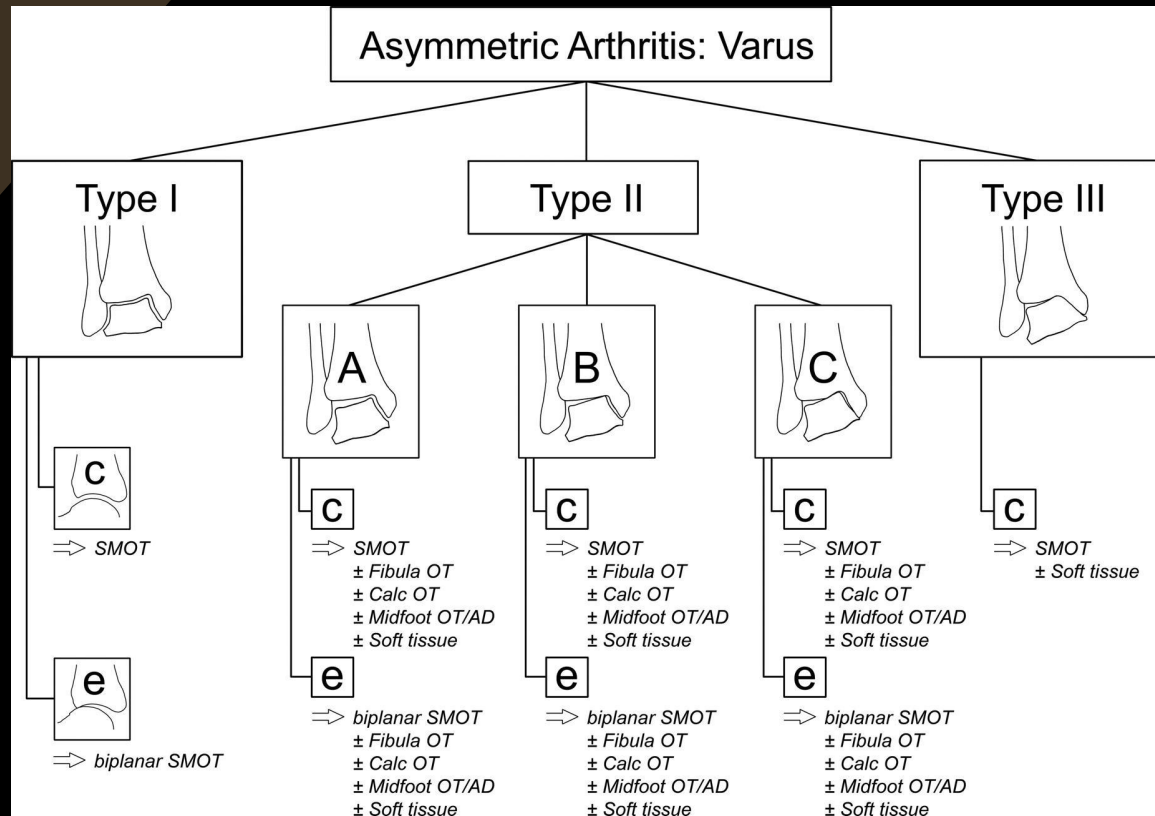 Asymmetric Arthritis: Varus
Type I
c
⇒ SMOT
e
⇒ biplanar SMOT
Type II
A
c
⇒ SMOT
± Fibula OT
± Calc OT
± Midfoot OT/AD
± Soft tissue
e
⇒ biplanar SMOT
± Fibula OT
± Calc OT
± Midfoot OT/AD
± Soft tissue
B
c
⇒ SMOT
± Fibula OT
± Calc OT
± Midfoot OT/AD
± Soft tissue
e
⇒ biplanar SMOT
± Fibula OT
± Calc OT
± Midfoot OT/AD
± Soft tissue
C
c
⇒ SMOT
± Fibula OT
± Calc OT
± Midfoot OT/AD
± Soft tissue
e
⇒ biplanar SMOT
± Fibula OT
± Calc OT
± Midfoot OT/AD
± Soft tissue
Type III
c
⇒ SMOT
± Soft tissue